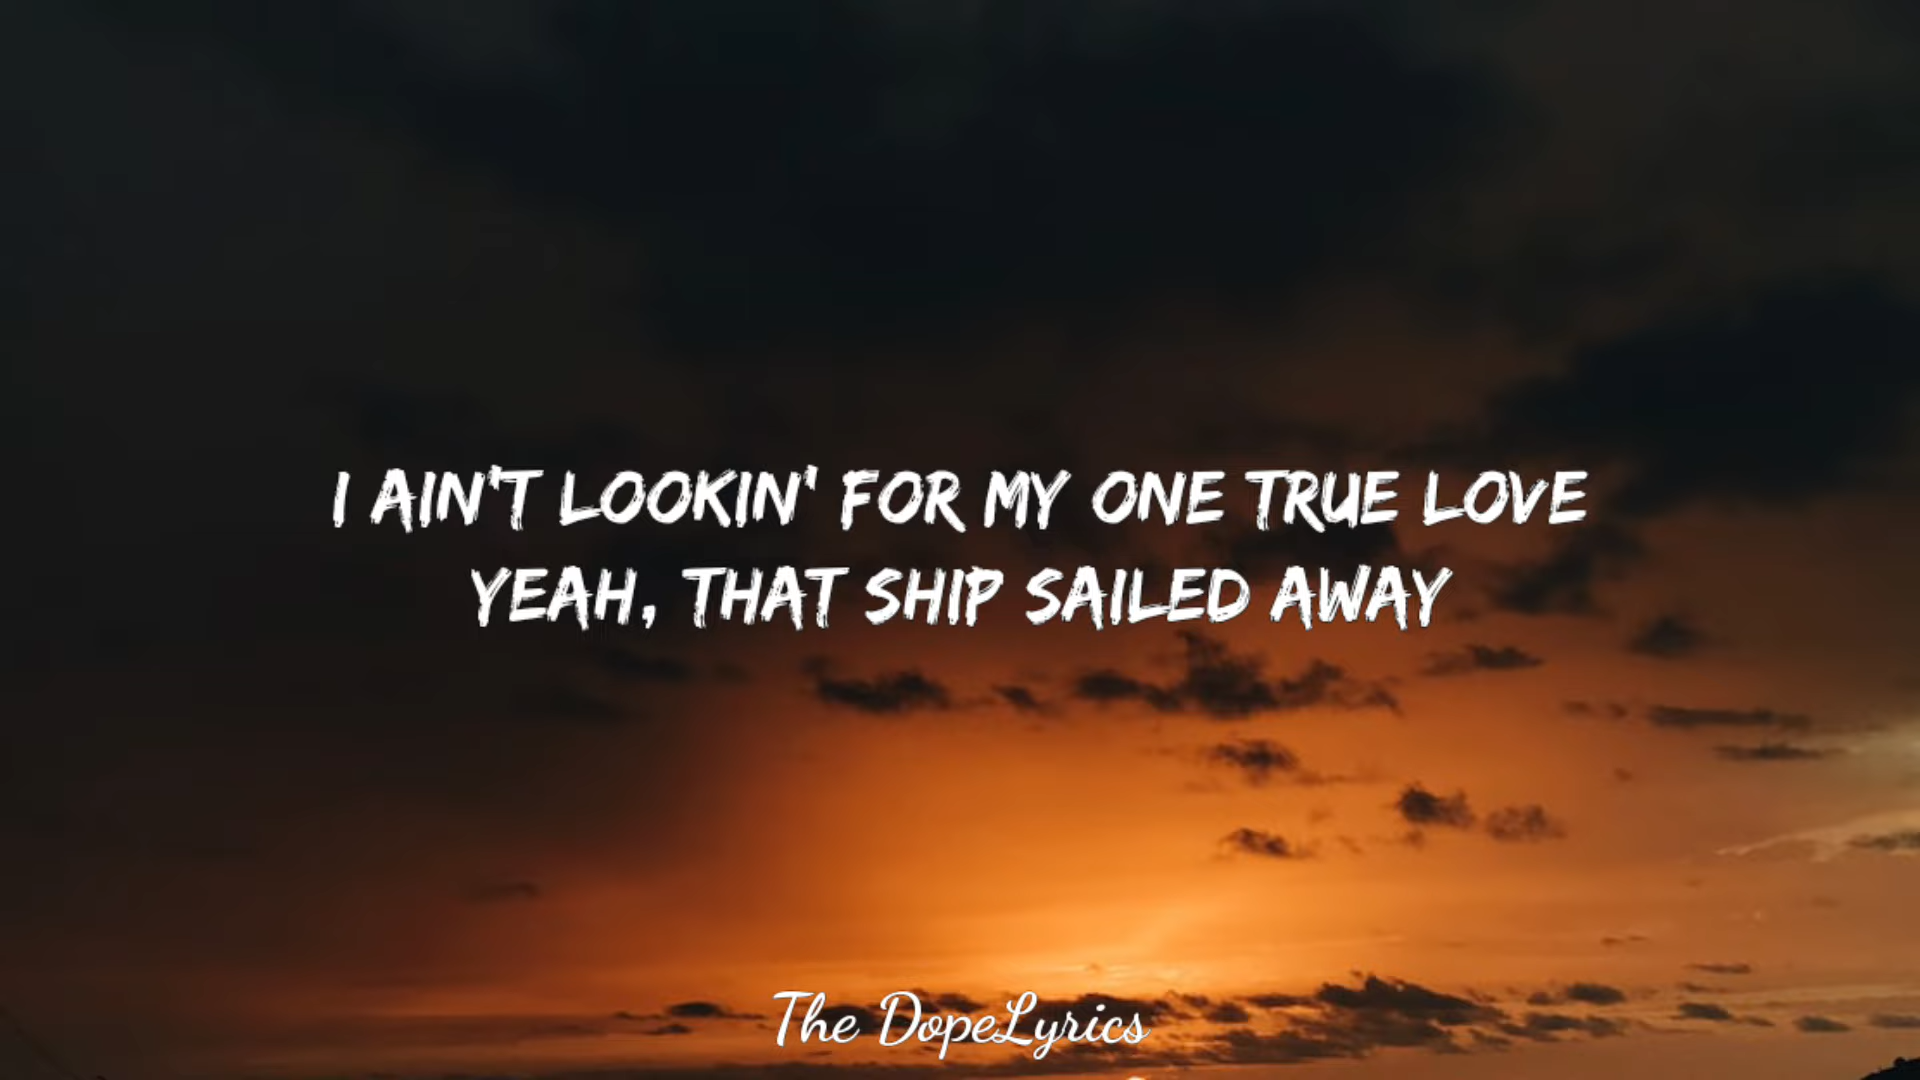 I AIN'T LOOKIN' FOR MY ONE TRUE LOVE
YEAH, THAT SHIP SAILED AWAY
The DopeLyrics